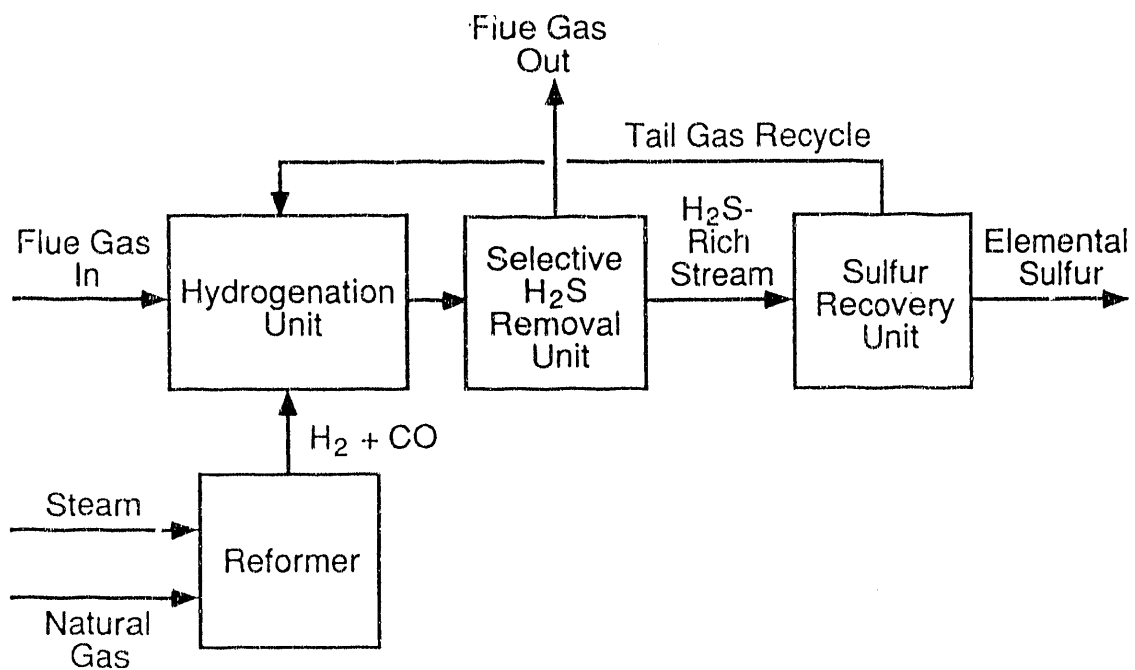 Flue Gas
Out
Tail Gas Recycle
Flue Gas
In
Hydrogenation
Unit
Selective
H₂S
Removal
Unit
H₂S-
Rich
Stream
Sulfur
Recovery
Unit
Elemental
Sulfur
H₂ + CO
Steam
Reformer
Natural
Gas